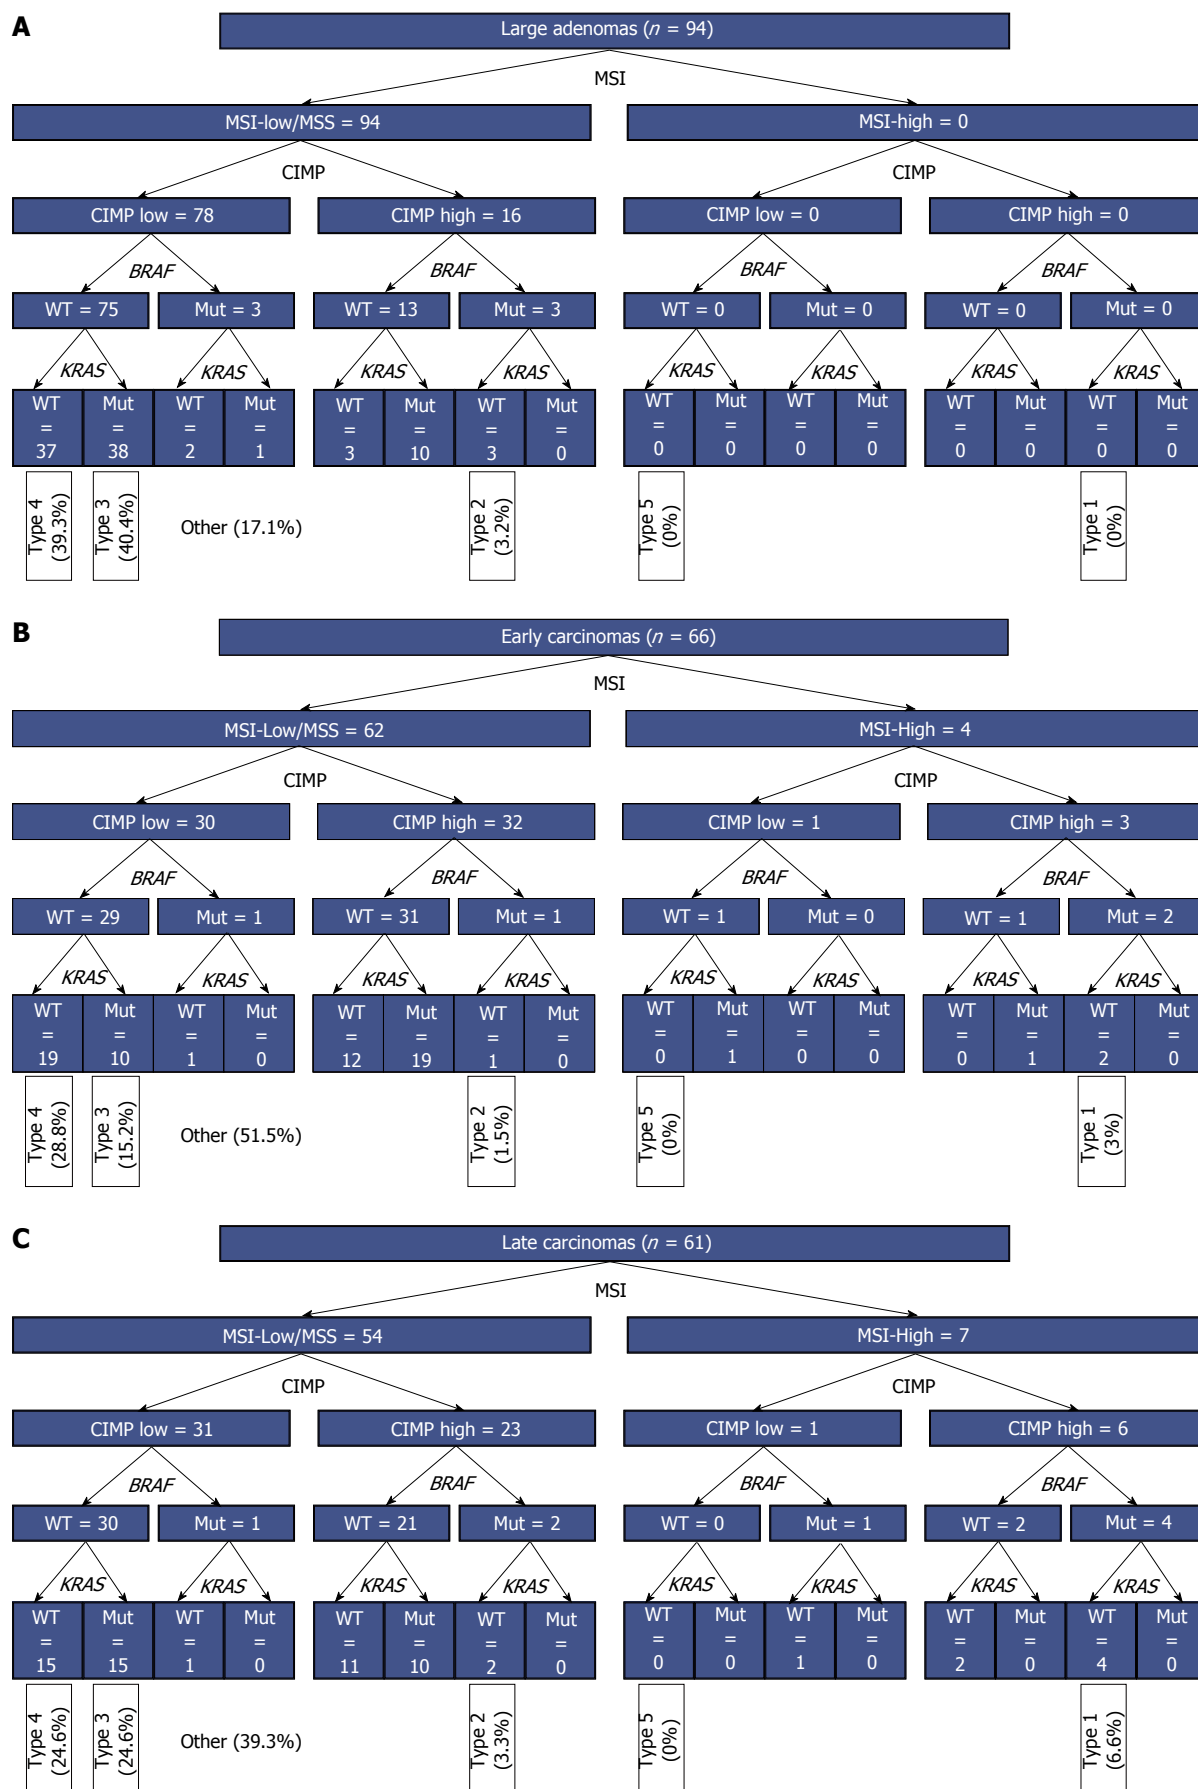 A
Large adenomas (n = 94)
MSI
MSI-low/MSS = 94
MSI-high = 0
CIMP
CIMP low = 78
CIMP high = 16
CIMP low = 0
CIMP high = 0
BRAF
BRAF
BRAF
BRAF
WT = 75
Mut = 3
WT = 13
Mut = 3
WT = 0
Mut = 0
WT = 0
Mut = 0
KRAS
KRAS
KRAS
KRAS
KRAS
KRAS
KRAS
KRAS
WT = 37
Mut = 38
WT = 2
Mut = 1
WT = 3
Mut = 10
WT = 3
Mut = 0
WT = 0
Mut = 0
WT = 0
Mut = 0
WT = 0
Mut = 0
WT = 0
Mut = 0
Type 4 (39.3%)
Type 3 (40.4%)
Other (17.1%)
Type 2 (3.2%)
Type 5 (0%)
Type 1 (0%)
B
Early carcinomas (n = 66)
MSI
MSI-Low/MSS = 62
MSI-High = 4
CIMP
CIMP
CIMP low = 30
CIMP high = 32
CIMP low = 1
CIMP high = 3
BRAF
BRAF
BRAF
BRAF
WT = 29
Mut = 1
WT = 31
Mut = 1
WT = 1
Mut = 0
WT = 1
Mut = 2
KRAS
KRAS
KRAS
KRAS
KRAS
KRAS
KRAS
KRAS
WT = 19
Mut = 10
WT = 1
Mut = 0
WT = 12
Mut = 19
WT = 1
Mut = 0
WT = 0
Mut = 1
WT = 0
Mut = 0
WT = 0
Mut = 1
WT = 2
Mut = 0
Type 4 (28.8%)
Type 3 (15.2%)
Other (51.5%)
Type 2 (1.5%)
Type 5 (0%)
Type 1 (3%)
C
Late carcinomas (n = 61)
MSI
MSI-Low/MSS = 54
MSI-High = 7
CIMP
CIMP
CIMP low = 31
CIMP high = 23
CIMP low = 1
CIMP high = 6
BRAF
BRAF
BRAF
BRAF
WT = 30
Mut = 1
WT = 21
Mut = 2
WT = 0
Mut = 1
WT = 2
Mut = 4
KRAS
KRAS
KRAS
KRAS
KRAS
KRAS
KRAS
KRAS
WT = 15
Mut = 15
WT = 1
Mut = 0
WT = 11
Mut = 10
WT = 2
Mut = 0
WT = 0
Mut = 0
WT = 1
Mut = 0
WT = 2
Mut = 0
WT = 4
Mut = 0
Type 4 (24.6%)
Type 3 (24.6%)
Other (39.3%)
Type 2 (3.3%)
Type 5 (0%)
Type 1 (6.6%)